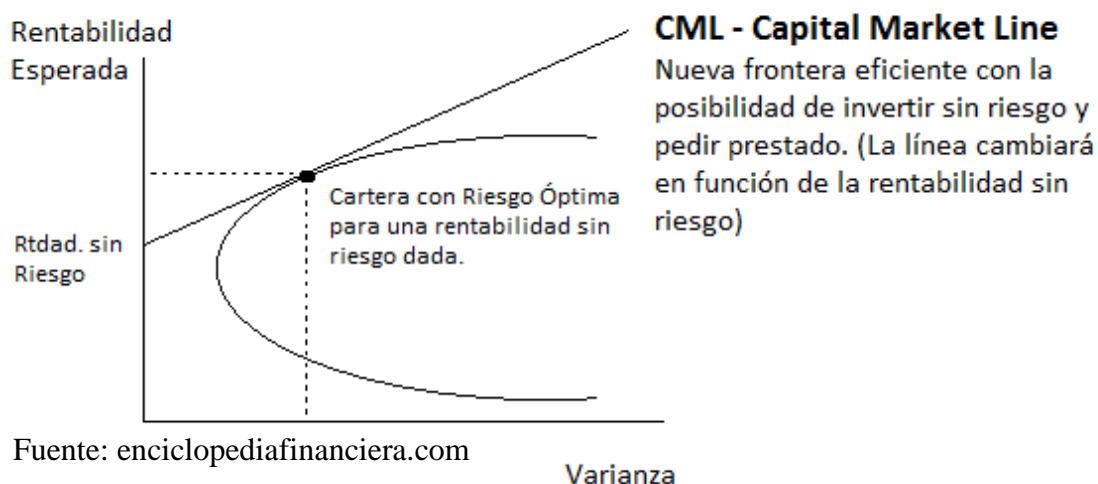 Rentabilidad
Esperada
CML - Capital Market Line
Nueva frontera eficiente con la
posibilidad de invertir sin riesgo y
pedir prestado. (La línea cambiará
en función de la rentabilidad sin
riesgo)
Cartera con Riesgo Óptima
para una rentabilidad sin
riesgo dada.
Rtdad. sin
Riesgo
Fuente: enciclopediafinanciera.com
Varianza